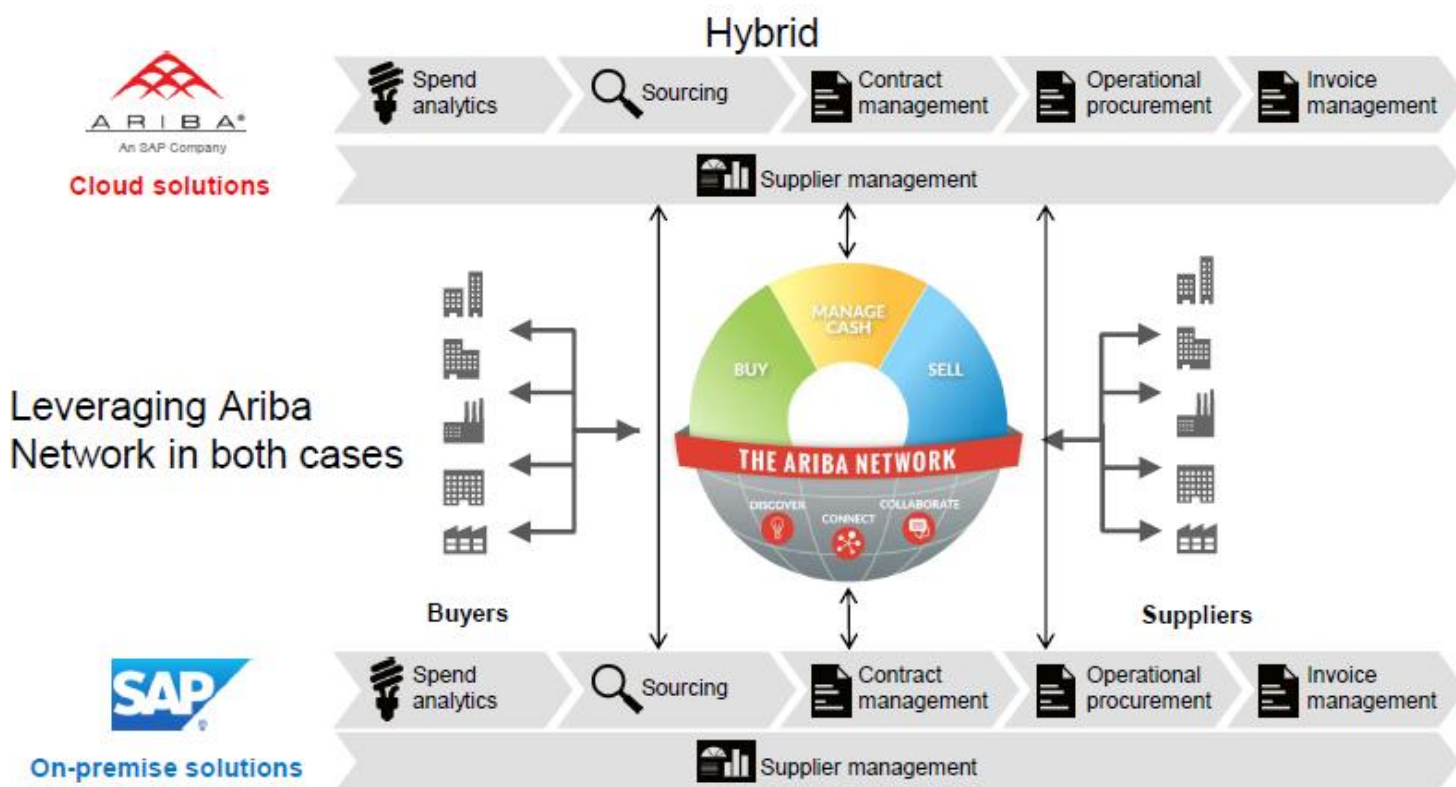 Hybrid
ARIBA®
An SAP Company
Cloud solutions
Spend
analytics
Sourcing
Contract
management
Operational
procurement
Invoice
management
Supplier management
Leveraging Ariba
Network in both cases
Buyers
BUY
MANAGE
CASH
SELL
THE ARIBA NETWORK
DISCOVER
CONNECT
COLLABORATE
Suppliers
SAP®
On-premise solutions
Spend
analytics
Sourcing
Contract
management
Operational
procurement
Invoice
management
Supplier management